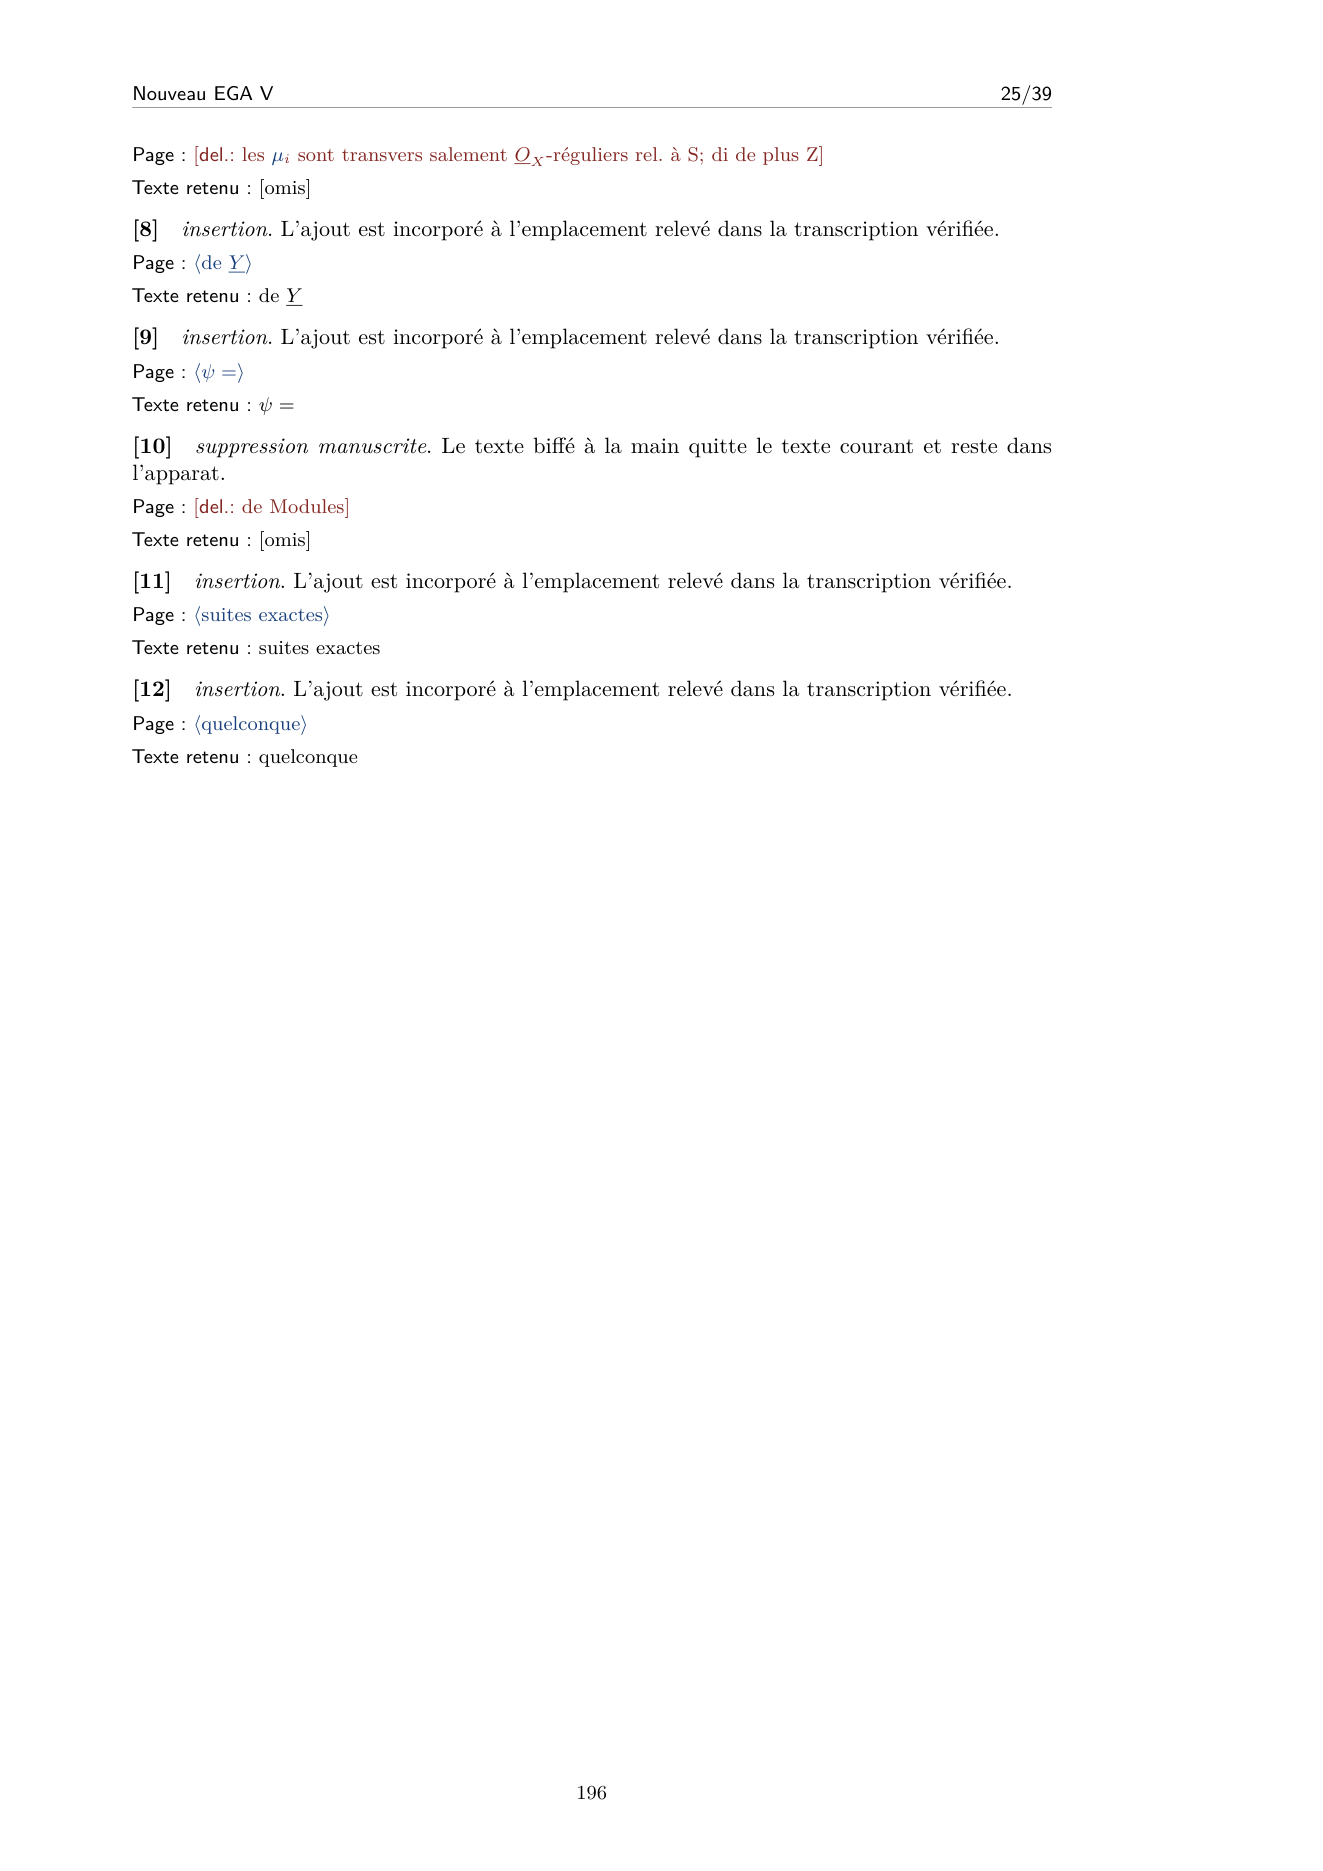 Nouveau EGA V 25/39
Page : [del.: les μᵢ sont transvers salement O̲_X-réguliers rel. à S; di de plus Z]
Texte retenu : [omis]
[8] insertion. L'ajout est incorporé à l'emplacement relevé dans la transcription vérifiée.
Page : ⟨de Y̲⟩
Texte retenu : de Y̲
[9] insertion. L'ajout est incorporé à l'emplacement relevé dans la transcription vérifiée.
Page : ⟨ψ =⟩
Texte retenu : ψ =
[10] suppression manuscrite. Le texte biffé à la main quitte le texte courant et reste dans
l'apparat.
Page : [del.: de Modules]
Texte retenu : [omis]
[11] insertion. L'ajout est incorporé à l'emplacement relevé dans la transcription vérifiée.
Page : ⟨suites exactes⟩
Texte retenu : suites exactes
[12] insertion. L'ajout est incorporé à l'emplacement relevé dans la transcription vérifiée.
Page : ⟨quelconque⟩
Texte retenu : quelconque
196